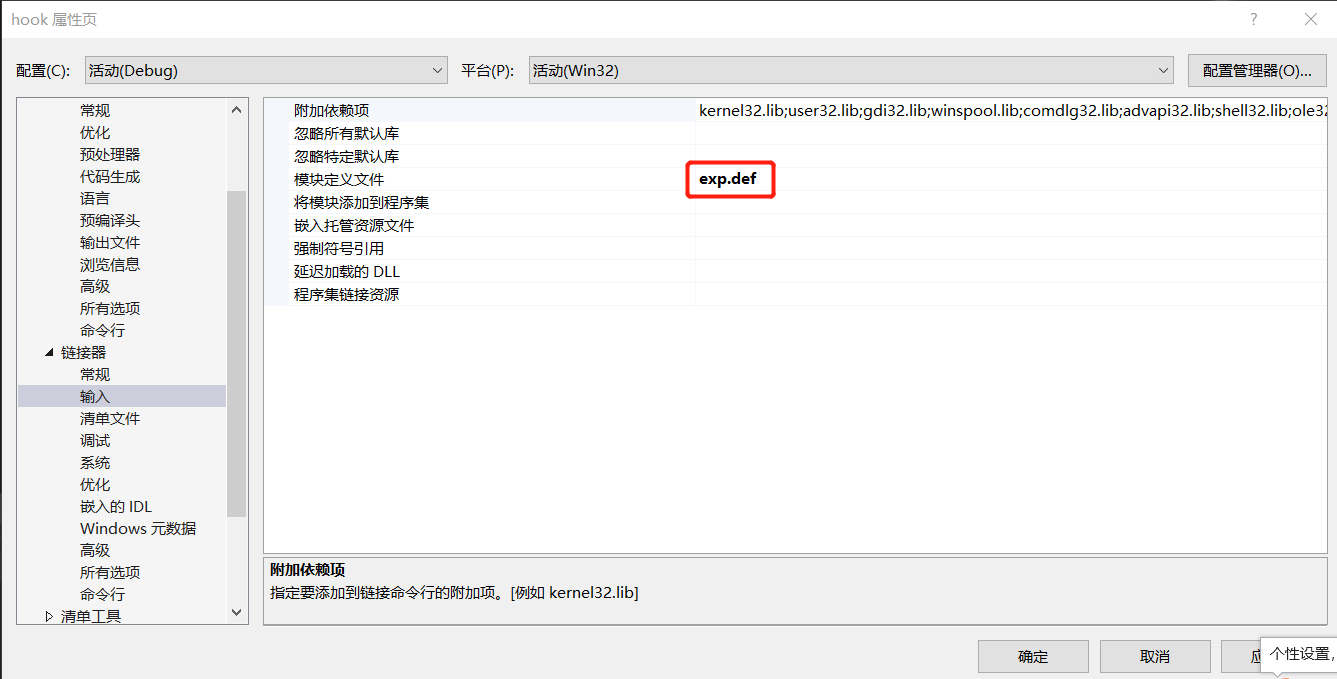 hook 属性页
配置(C): 活动(Debug) 平台(P): 活动(Win32) 配置管理器(O)...
常规
优化
预处理器
代码生成
语言
预编译头
输出文件
浏览信息
高级
所有选项
命令行
链接器
常规
输入
清单文件
调试
系统
优化
嵌入的 IDL
Windows 元数据
高级
所有选项
命令行
清单工具
附加依赖项 kernel32.lib;user32.lib;gdi32.lib;winspool.lib;comdlg32.lib;advapi32.lib;shell32.lib;ole32
忽略所有默认库
忽略特定默认库
模块定义文件 exp.def
将模块添加到程序集
嵌入托管资源文件
强制符号引用
延迟加载的 DLL
程序集链接资源
附加依赖项
指定要添加到链接命令行的附加项。[例如 kernel32.lib]
确定 取消
个性设置,